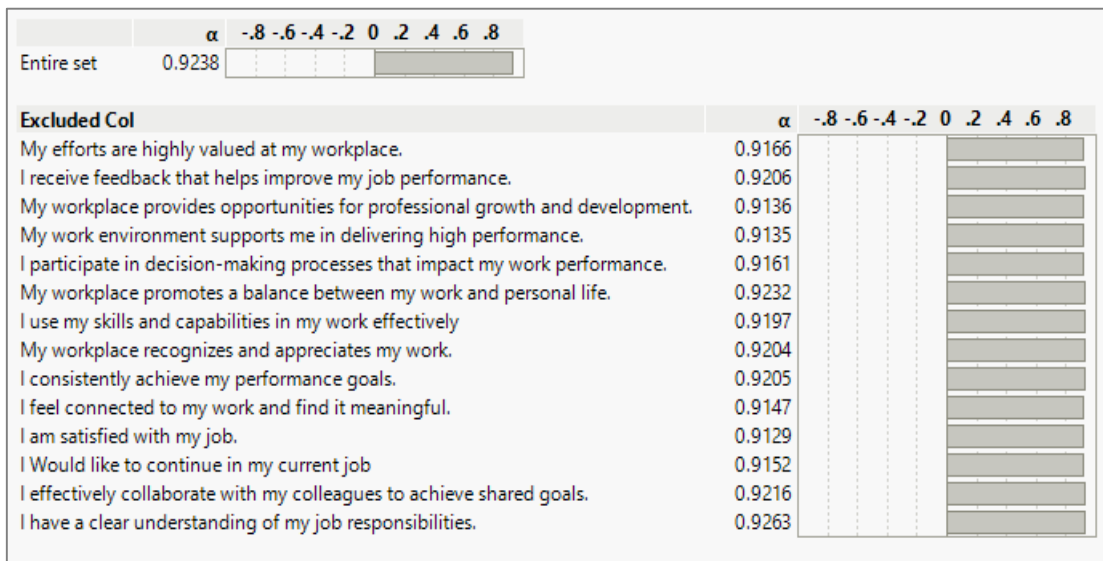 α -.8 -.6 -.4 -.2 0 .2 .4 .6 .8
Entire set 0.9238
Excluded Col α -.8 -.6 -.4 -.2 0 .2 .4 .6 .8
My efforts are highly valued at my workplace. 0.9166
I receive feedback that helps improve my job performance. 0.9206
My workplace provides opportunities for professional growth and development. 0.9136
My work environment supports me in delivering high performance. 0.9135
I participate in decision-making processes that impact my work performance. 0.9161
My workplace promotes a balance between my work and personal life. 0.9232
I use my skills and capabilities in my work effectively 0.9197
My workplace recognizes and appreciates my work. 0.9204
I consistently achieve my performance goals. 0.9205
I feel connected to my work and find it meaningful. 0.9147
I am satisfied with my job. 0.9129
I Would like to continue in my current job 0.9152
I effectively collaborate with my colleagues to achieve shared goals. 0.9216
I have a clear understanding of my job responsibilities. 0.9263